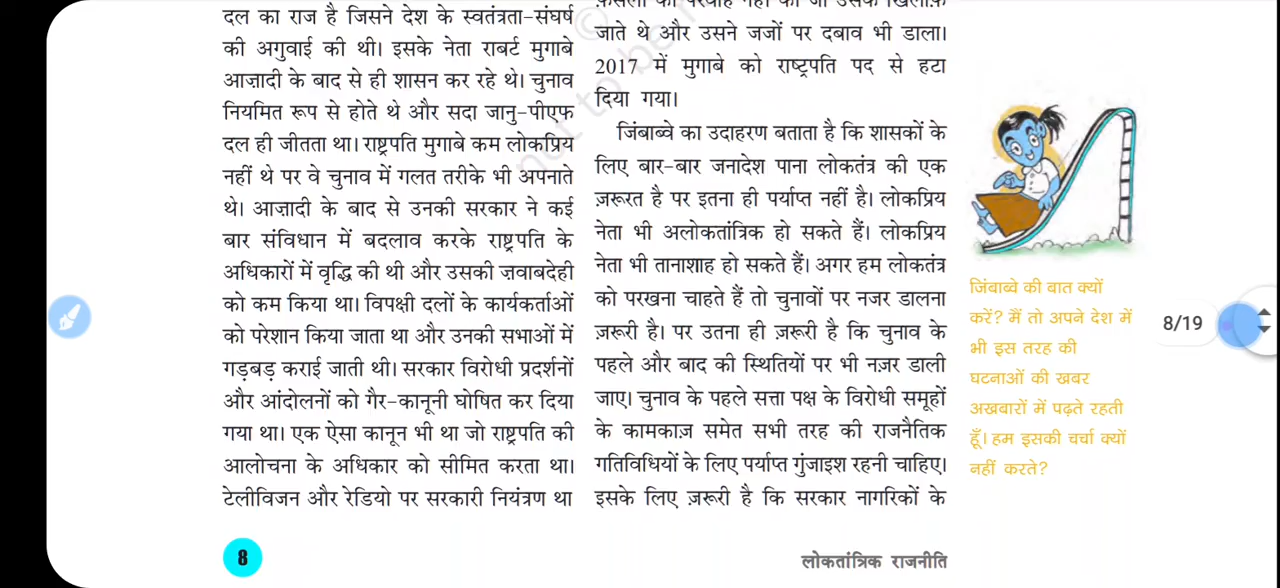 दल का राज है जिसने देश के स्वतंत्रता-संघर्ष
की अगुवाई की थी। इसके नेता राबर्ट मुगाबे
आज़ादी के बाद से ही शासन कर रहे थे। चुनाव
नियमित रूप से होते थे और सदा जानु-पीएफ
दल ही जीतता था। राष्ट्रपति मुगाबे कम लोकप्रिय
नहीं थे पर वे चुनाव में गलत तरीके भी अपनाते
थे। आज़ादी के बाद से उनकी सरकार ने कई
बार संविधान में बदलाव करके राष्ट्रपति के
अधिकारों में वृद्धि की थी और उसकी ज़वाबदेही
को कम किया था। विपक्षी दलों के कार्यकर्ताओं
को परेशान किया जाता था और उनकी सभाओं में
गड़बड़ कराई जाती थी। सरकार विरोधी प्रदर्शनों
और आंदोलनों को गैर-कानूनी घोषित कर दिया
गया था। एक ऐसा कानून भी था जो राष्ट्रपति की
आलोचना के अधिकार को सीमित करता था।
टेलीविजन और रेडियो पर सरकारी नियंत्रण था
जाते थे और उसने जजों पर दबाव भी डाला।
2017 में मुगाबे को राष्ट्रपति पद से हटा
दिया गया।
जिंबाब्वे का उदाहरण बताता है कि शासकों के
लिए बार-बार जनादेश पाना लोकतंत्र की एक
ज़रूरत है पर इतना ही पर्याप्त नहीं है। लोकप्रिय
नेता भी अलोकतांत्रिक हो सकते हैं। लोकप्रिय
नेता भी तानाशाह हो सकते हैं। अगर हम लोकतंत्र
को परखना चाहते हैं तो चुनावों पर नजर डालना
ज़रूरी है। पर उतना ही ज़रूरी है कि चुनाव के
पहले और बाद की स्थितियों पर भी नज़र डाली
जाए। चुनाव के पहले सत्ता पक्ष के विरोधी समूहों
के कामकाज़ समेत सभी तरह की राजनैतिक
गतिविधियों के लिए पर्याप्त गुंजाइश रहनी चाहिए।
इसके लिए ज़रूरी है कि सरकार नागरिकों के
जिंबाब्वे की बात क्यों
करें? मैं तो अपने देश में
भी इस तरह की
घटनाओं की खबर
अखबारों में पढ़ते रहती
हूँ। हम इसकी चर्चा क्यों
नहीं करते?
8/19
8
लोकतांत्रिक राजनीति